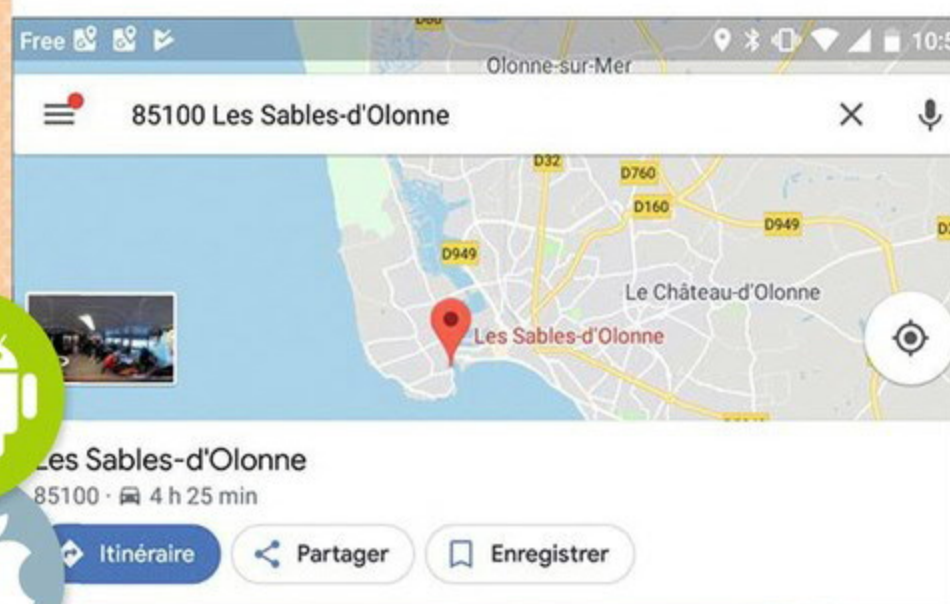 Free 10:5
Olonne-sur-Mer
85100 Les Sables-d'Olonne
D32
D760
D160
D949
D949
Le Château-d'Olonne
Les Sables-d'Olonne
Les Sables-d'Olonne
85100 · 4 h 25 min
Itinéraire Partager Enregistrer